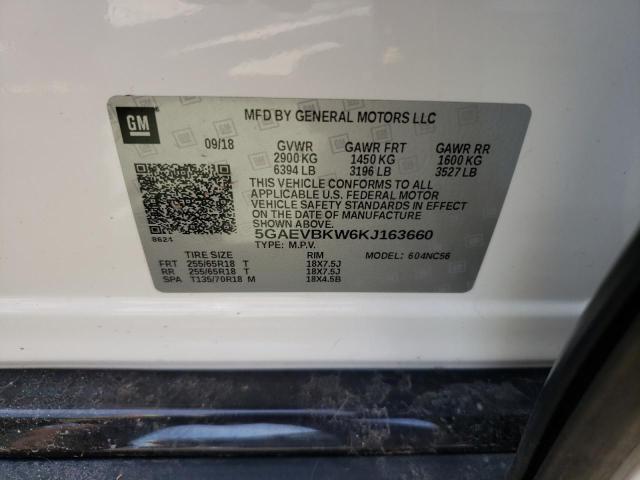 GM
MFD BY GENERAL MOTORS LLC
09/18 GVWR GAWR FRT GAWR RR
2900 KG 1450 KG 1600 KG
6394 LB 3196 LB 3527 LB
THIS VEHICLE CONFORMS TO ALL
APPLICABLE U.S. FEDERAL MOTOR
VEHICLE SAFETY STANDARDS IN EFFECT
ON THE DATE OF MANUFACTURE
SHOWN ABOVE.
8624 5GAEVBKW6KJ163660
TYPE: M.P.V. MODEL: 604NC56
TIRE SIZE RIM
FRT 255/65R18 T 18X7.5J
RR 255/65R18 T 18X7.5J
SPA T135/70R18 M 18X4.5B